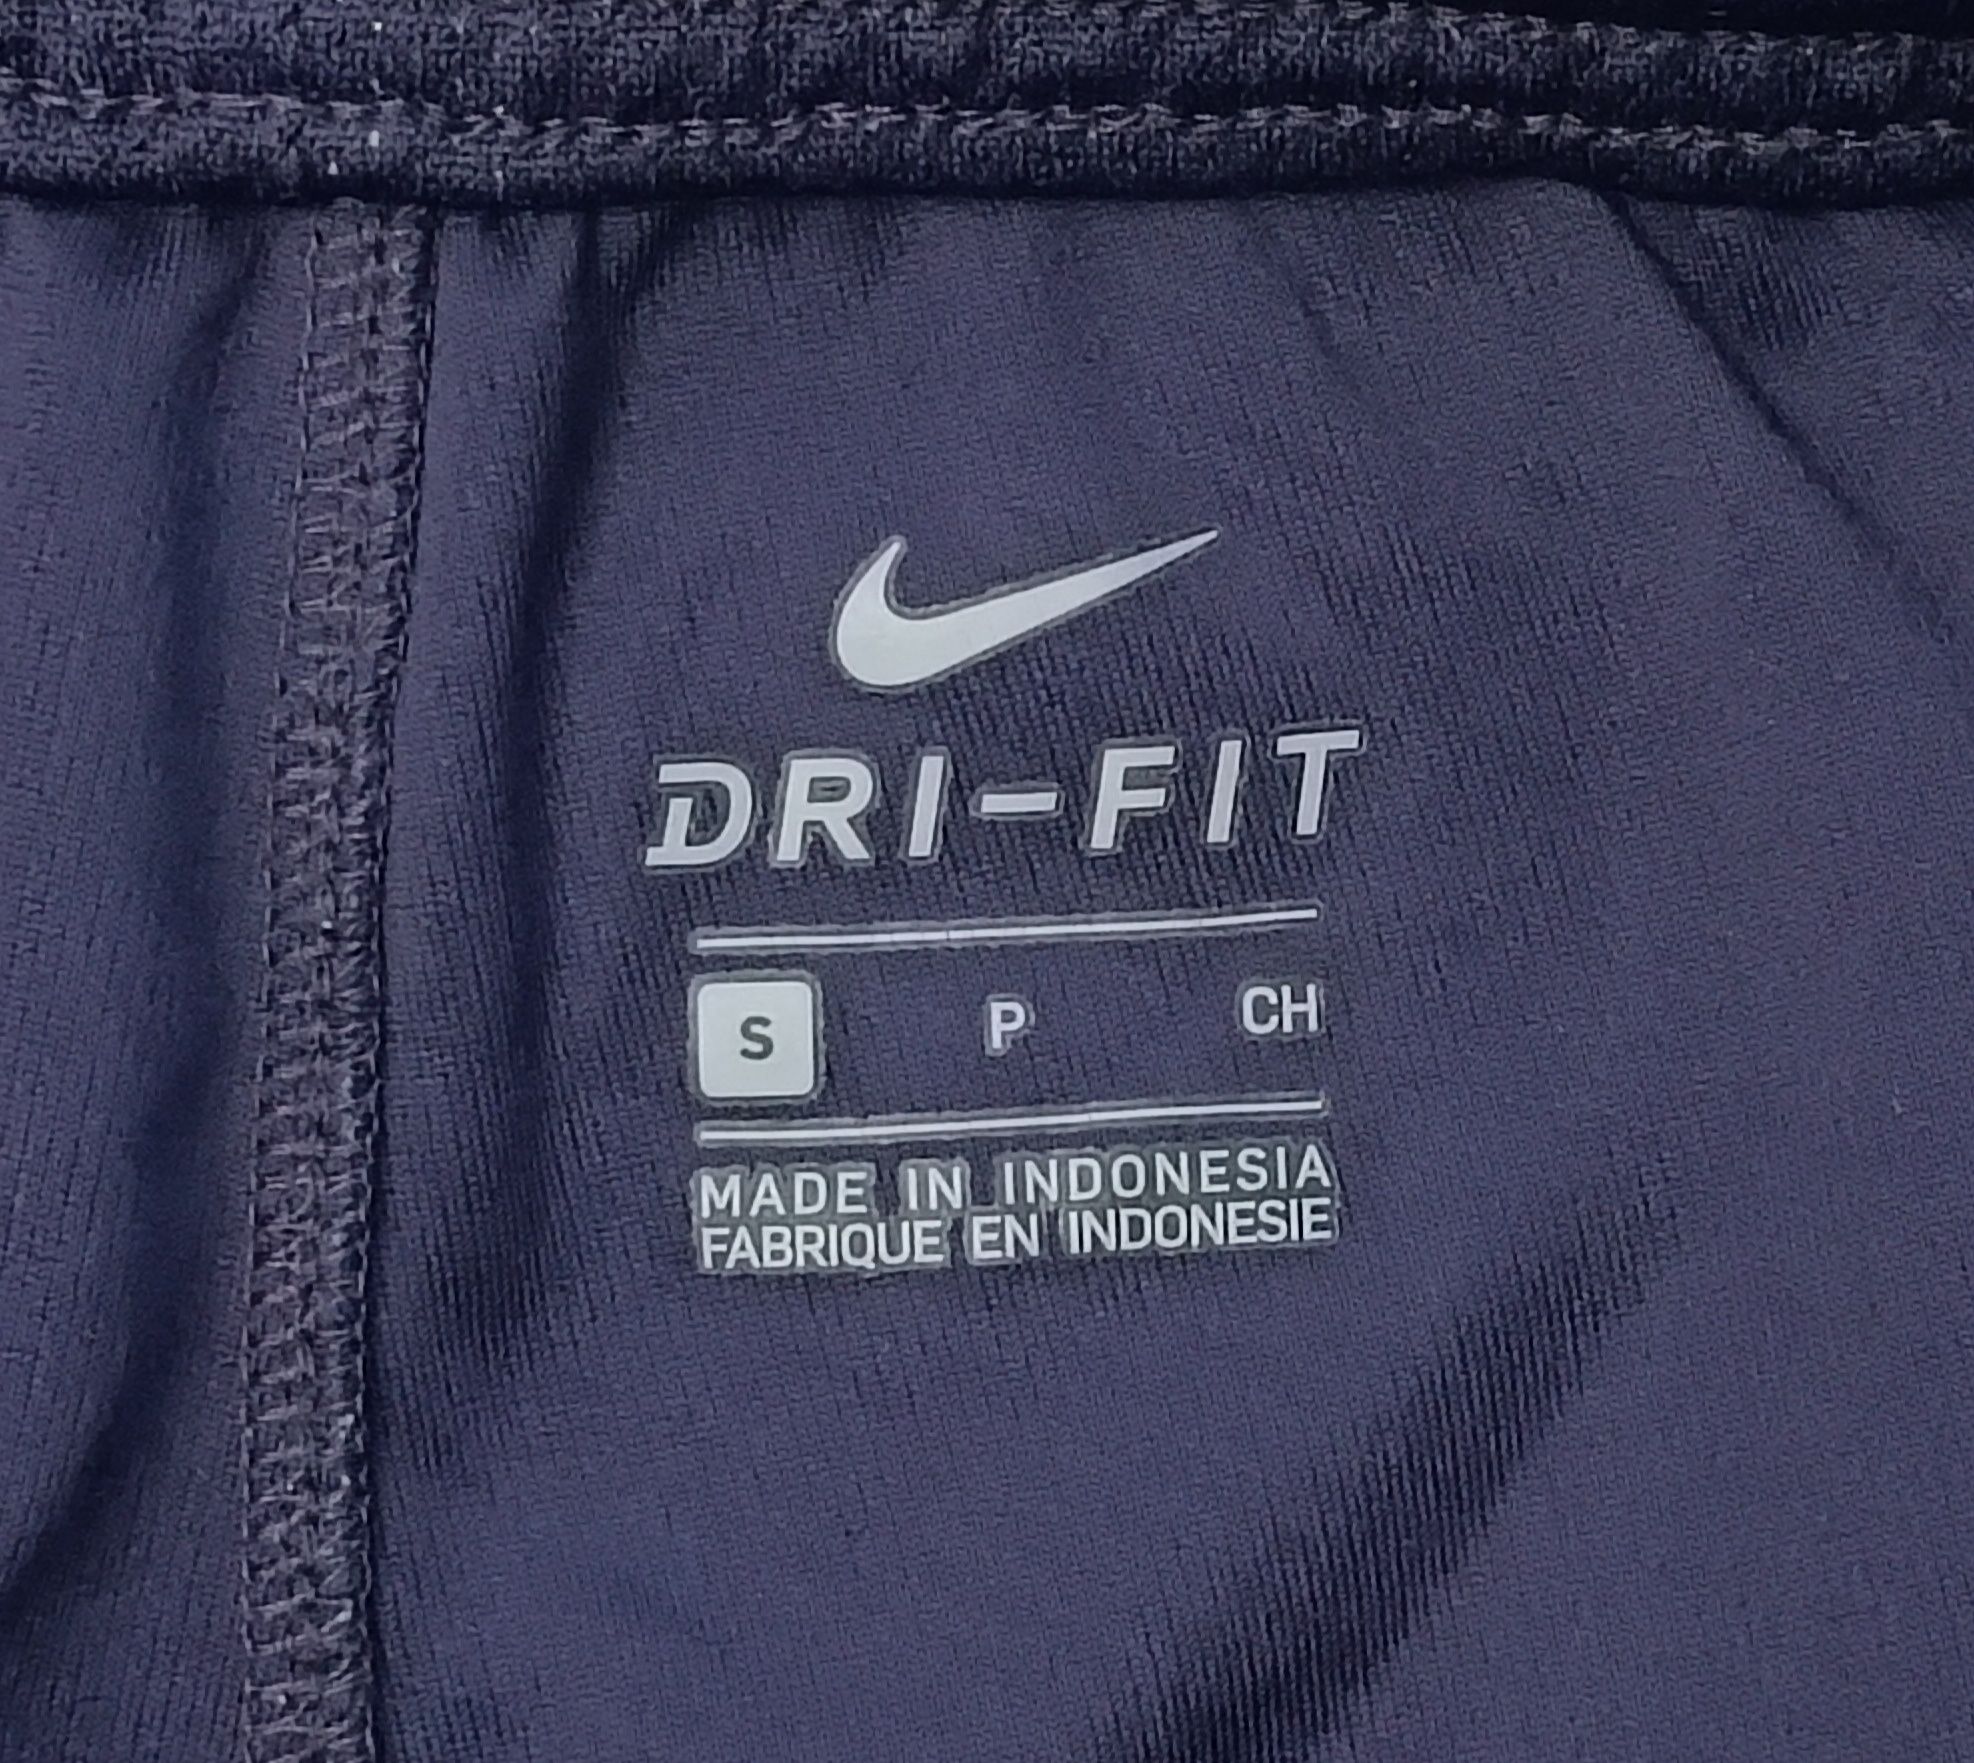 DRI-FIT
S P CH
MADE IN INDONESIA
FABRIQUE EN INDONESIE